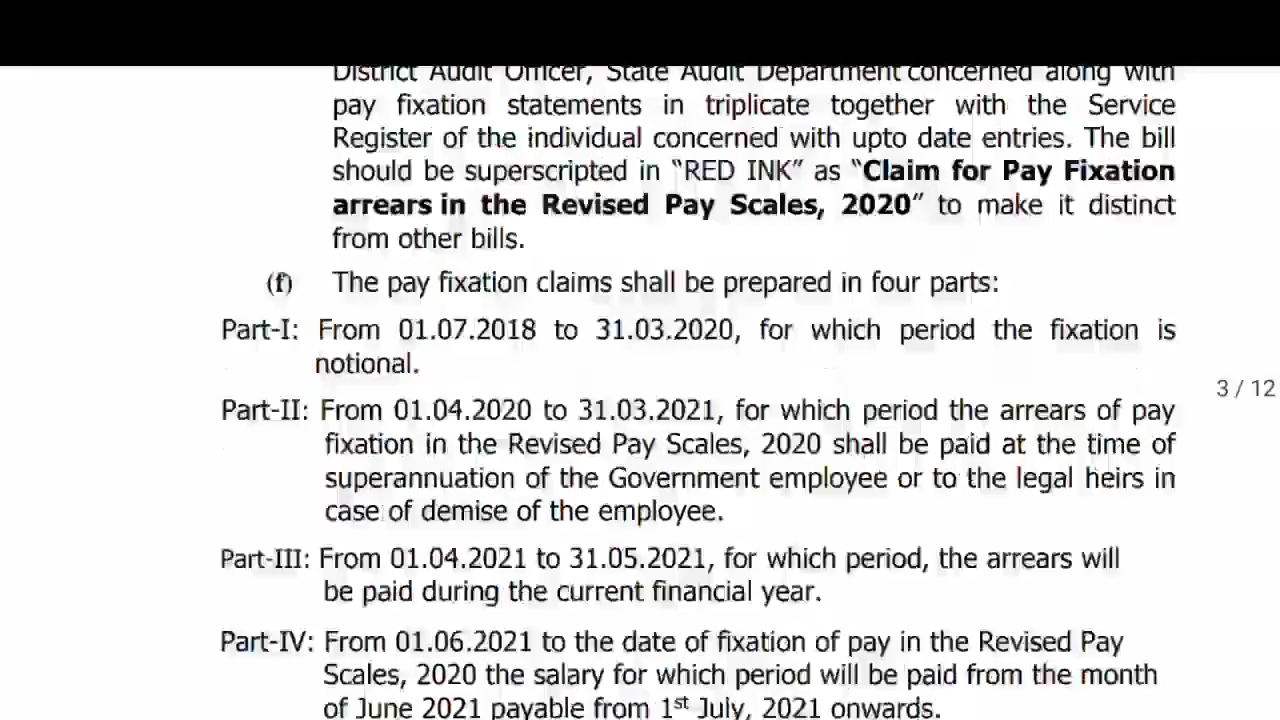 District Audit Officer, State Audit Department concerned along with
pay fixation statements in triplicate together with the Service
Register of the individual concerned with upto date entries. The bill
should be superscripted in “RED INK” as “Claim for Pay Fixation
arrears in the Revised Pay Scales, 2020” to make it distinct
from other bills.
(f) The pay fixation claims shall be prepared in four parts:
Part-I: From 01.07.2018 to 31.03.2020, for which period the fixation is
notional.
3 / 12
Part-II: From 01.04.2020 to 31.03.2021, for which period the arrears of pay
fixation in the Revised Pay Scales, 2020 shall be paid at the time of
superannuation of the Government employee or to the legal heirs in
case of demise of the employee.
Part-III: From 01.04.2021 to 31.05.2021, for which period, the arrears will
be paid during the current financial year.
Part-IV: From 01.06.2021 to the date of fixation of pay in the Revised Pay
Scales, 2020 the salary for which period will be paid from the month
of June 2021 payable from 1st July, 2021 onwards.